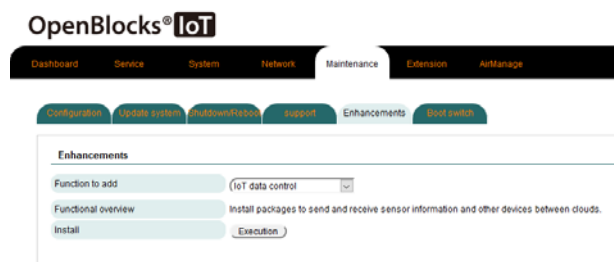 OpenBlocks® IoT
Dashboard Service System Network Maintenance Extension AirManage
Configuration Update system Shutdown/Reboot support Enhancements Boot switch
Enhancements
Function to add IoT data control
Functional overview Install packages to send and receive sensor information and other devices between clouds.
Install Execution